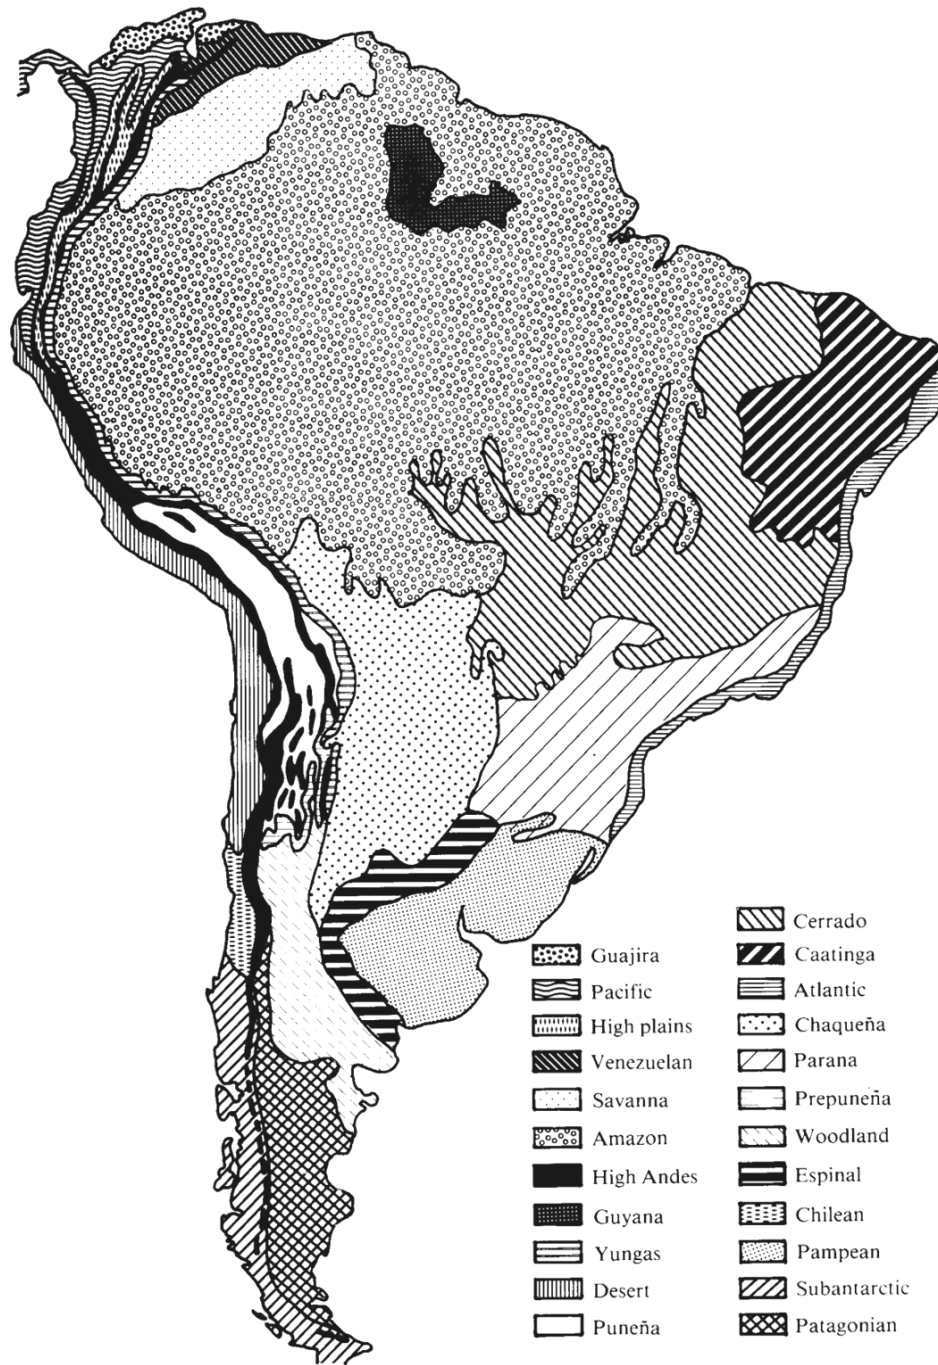 Guajira
Pacific
High plains
Venezuelan
Savanna
Amazon
High Andes
Guyana
Yungas
Desert
Puneña
Cerrado
Caatinga
Atlantic
Chaqueña
Parana
Prepuneña
Woodland
Espinal
Chilean
Pampean
Subantarctic
Patagonian